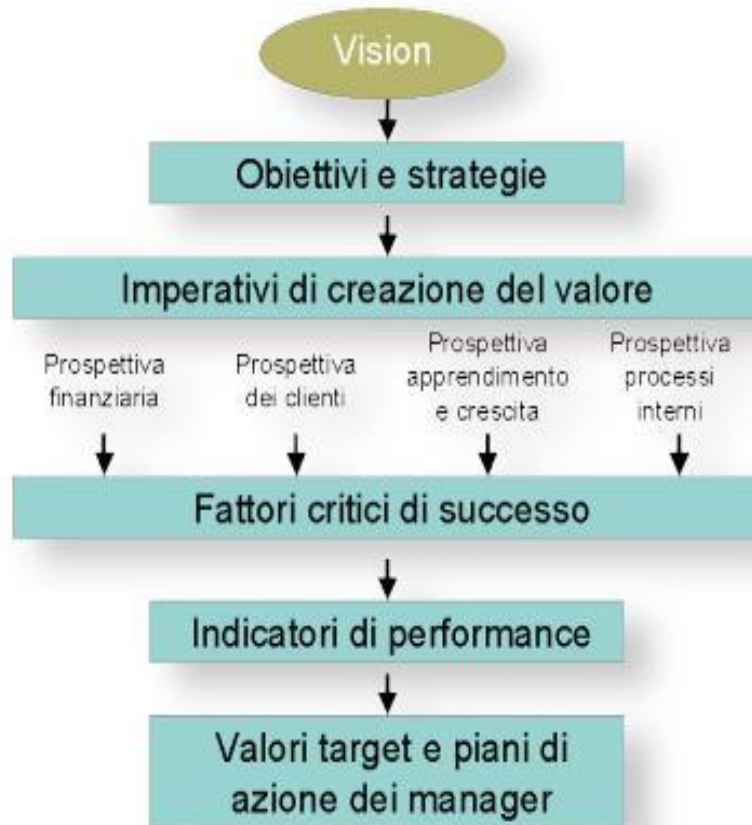 Vision
Obiettivi e strategie
Imperativi di creazione del valore
Prospettiva
finanziaria
Prospettiva
dei clienti
Prospettiva
apprendimento
e crescita
Prospettiva
processi
interni
Fattori critici di successo
Indicatori di performance
Valori target e piani di
azione dei manager